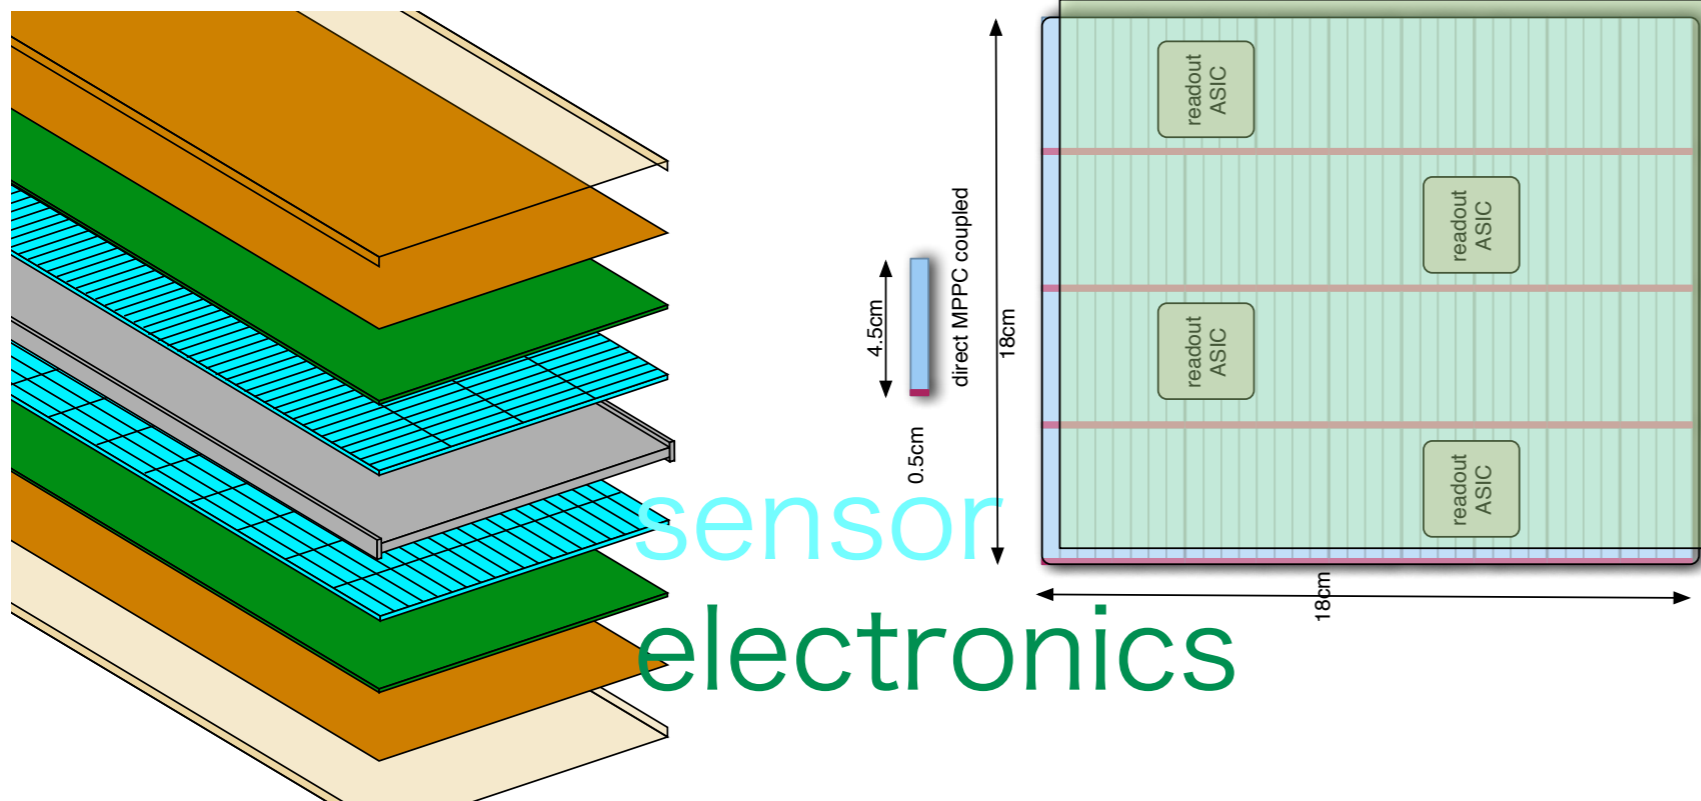 sensor
electronics
4.5cm
0.5cm
direct MPPC coupled
18cm
18cm
readout
ASIC
readout
ASIC
readout
ASIC
readout
ASIC